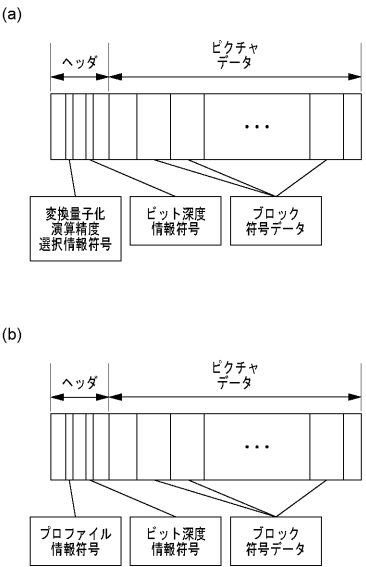 (a)
ピクチャ
データ
ヘッダ
・・・
変換量子化
演算精度
選択情報符号
ビット深度
情報符号
ブロック
符号データ
(b)
ピクチャ
データ
ヘッダ
・・・
プロファイル
情報符号
ビット深度
情報符号
ブロック
符号データ